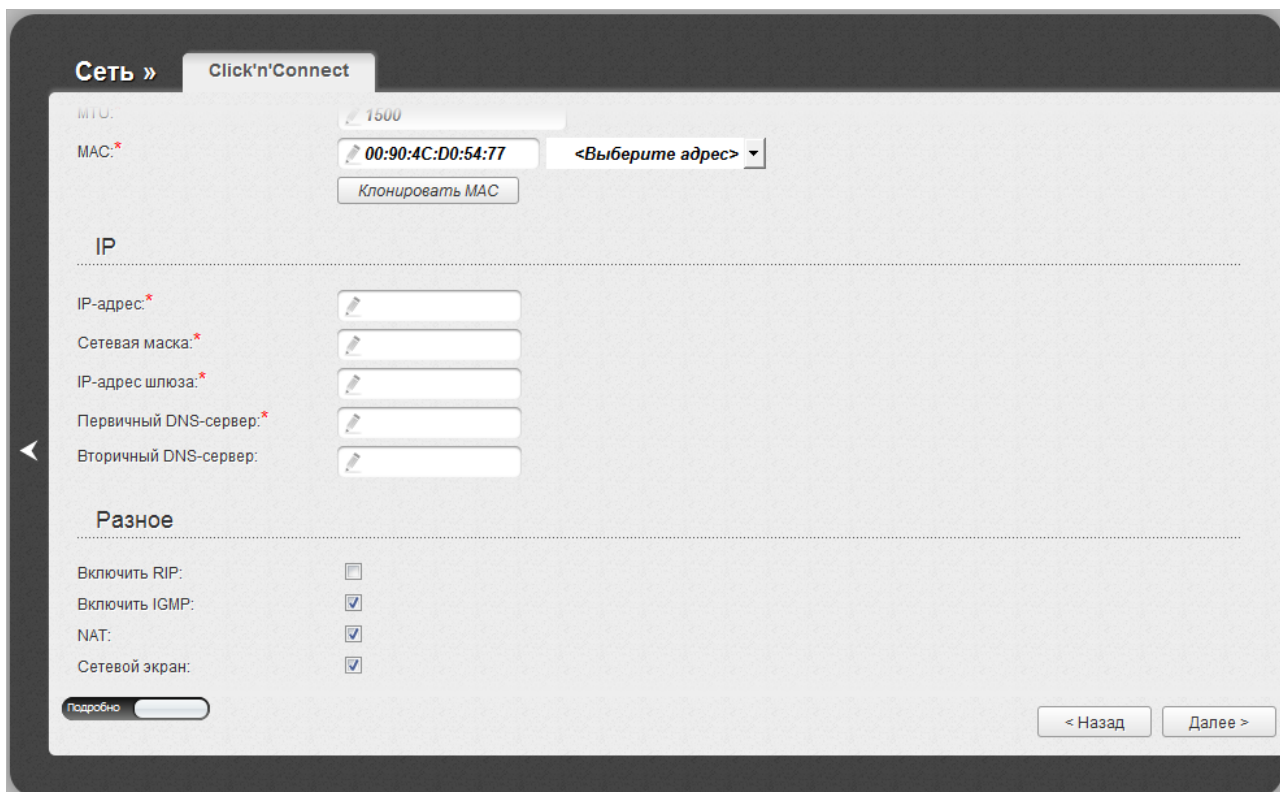 Сеть » Click'n'Connect
MTU: 1500
MAC:* 00:90:4C:D0:54:77 <Выберите адрес>
Клонировать MAC
IP
IP-адрес:*
Сетевая маска:*
IP-адрес шлюза:*
Первичный DNS-сервер:*
Вторичный DNS-сервер:
Разное
Включить RIP:
Включить IGMP:
NAT:
Сетевой экран:
Подробно
< Назад Далее >